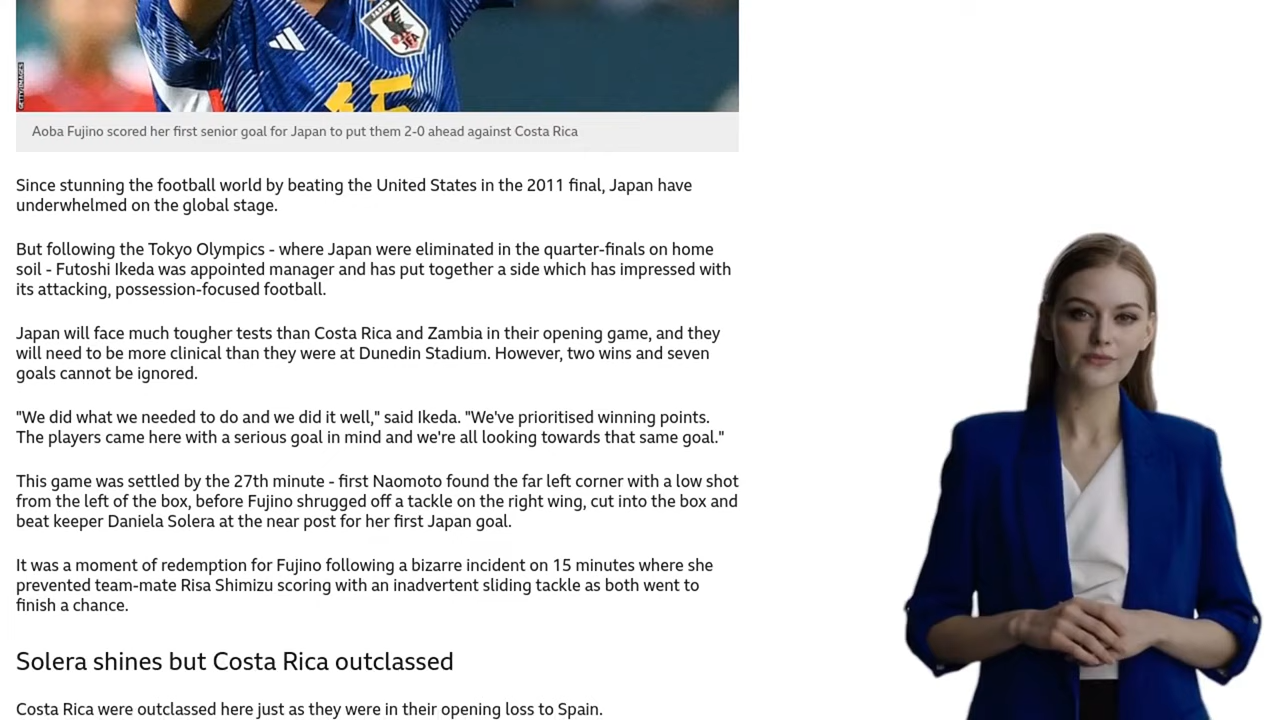 JAPAN
JFA
15
GETTY IMAGES
Aoba Fujino scored her first senior goal for Japan to put them 2-0 ahead against Costa Rica
Since stunning the football world by beating the United States in the 2011 final, Japan have
underwhelmed on the global stage.
But following the Tokyo Olympics - where Japan were eliminated in the quarter-finals on home
soil - Futoshi Ikeda was appointed manager and has put together a side which has impressed with
its attacking, possession-focused football.
Japan will face much tougher tests than Costa Rica and Zambia in their opening game, and they
will need to be more clinical than they were at Dunedin Stadium. However, two wins and seven
goals cannot be ignored.
"We did what we needed to do and we did it well," said Ikeda. "We've prioritised winning points.
The players came here with a serious goal in mind and we're all looking towards that same goal."
This game was settled by the 27th minute - first Naomoto found the far left corner with a low shot
from the left of the box, before Fujino shrugged off a tackle on the right wing, cut into the box and
beat keeper Daniela Solera at the near post for her first Japan goal.
It was a moment of redemption for Fujino following a bizarre incident on 15 minutes where she
prevented team-mate Risa Shimizu scoring with an inadvertent sliding tackle as both went to
finish a chance.
Solera shines but Costa Rica outclassed
Costa Rica were outclassed here just as they were in their opening loss to Spain.